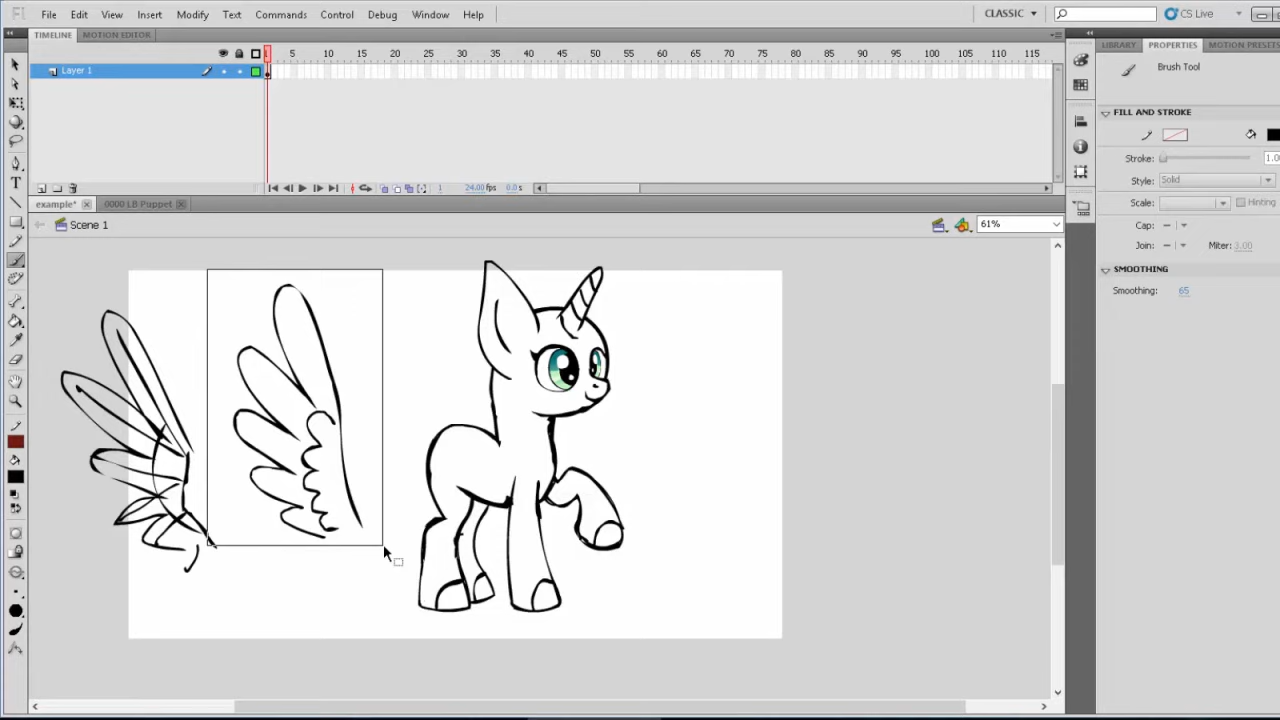 Fl File Edit View Insert Modify Text Commands Control Debug Window Help CLASSIC CS Live
TIMELINE MOTION EDITOR
5 10 15 20 25 30 35 40 45 50 55 60 65 70 75 80 85 90 95 100 105 110 115
Layer 1
1 24.00 fps 0.0 s
example* 0000 LB Puppet
Scene 1 61%
T
LIBRARY PROPERTIES MOTION PRESETS
Brush Tool
FILL AND STROKE
Stroke: 1.0
Style: Solid
Scale: Hinting
Cap:
Join: Miter: 3.00
SMOOTHING
Smoothing: 65